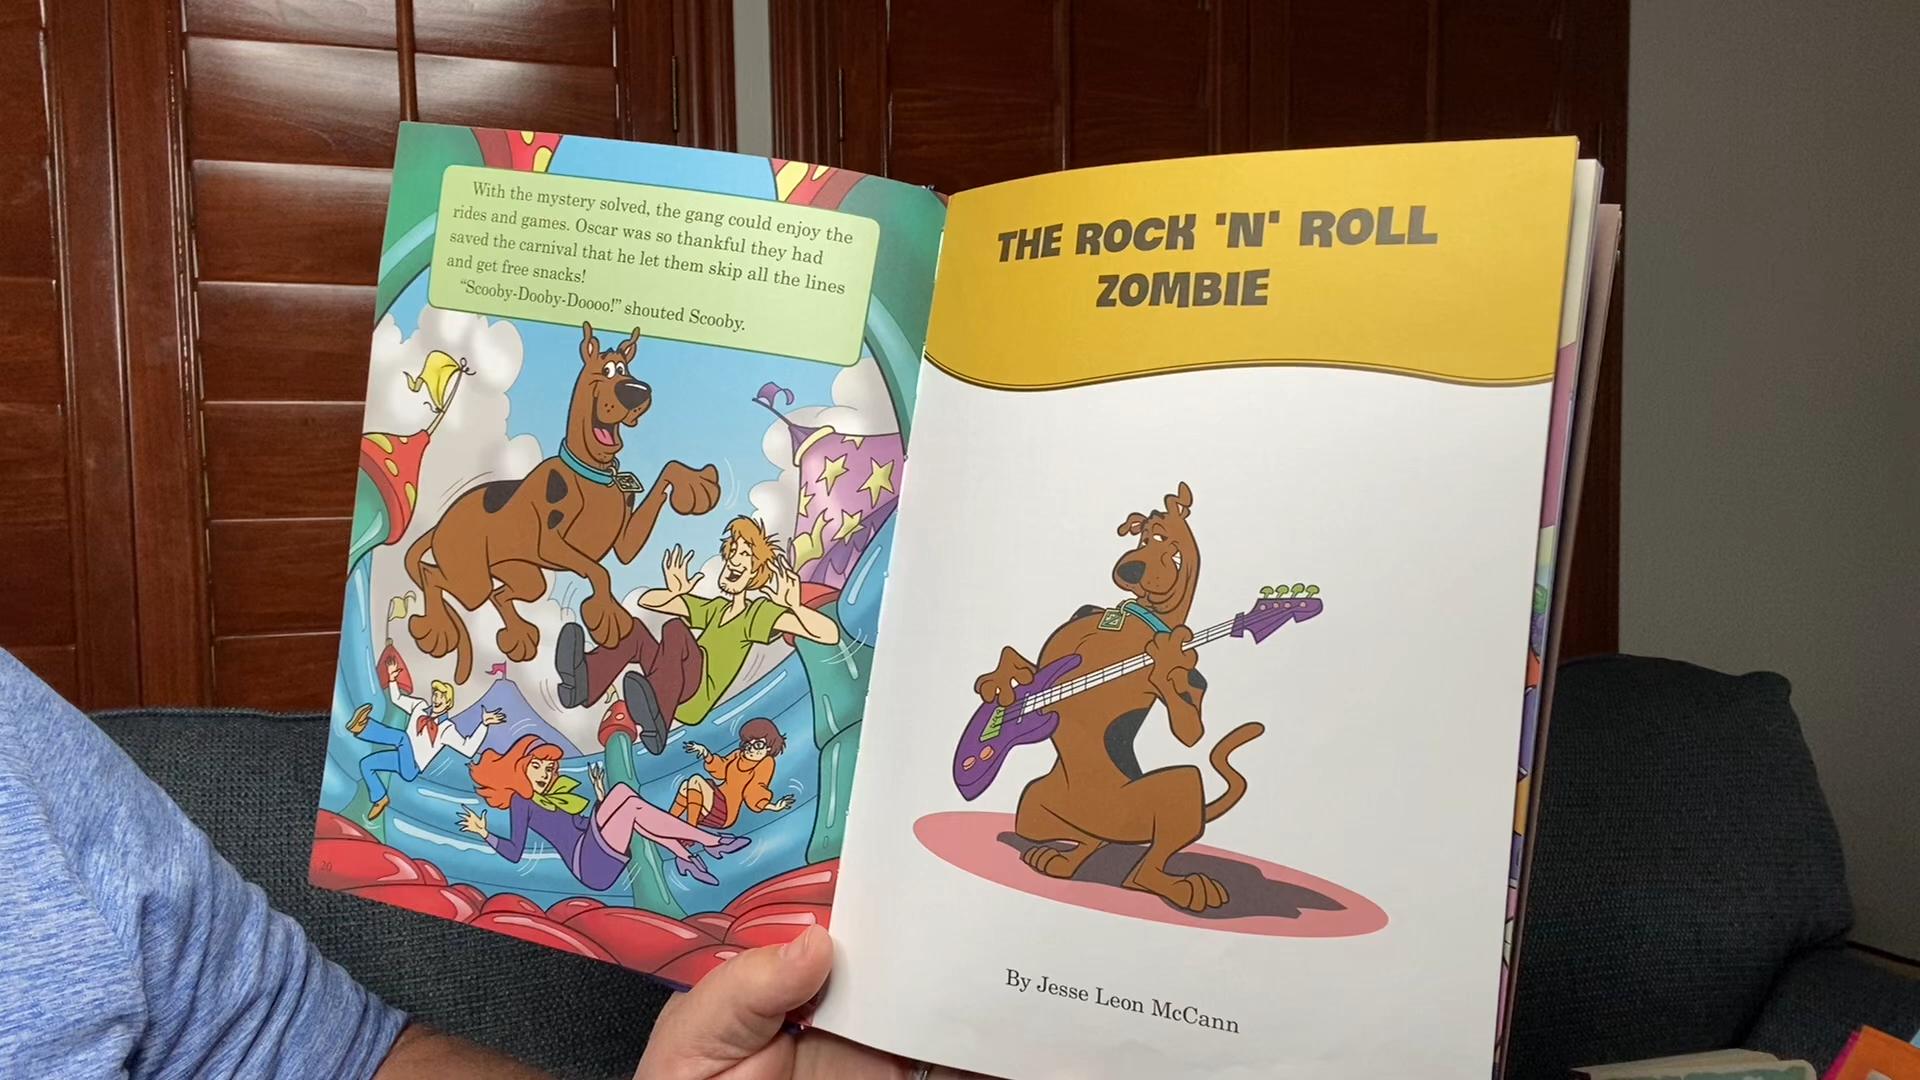 With the mystery solved, the gang could enjoy the
rides and games. Oscar was so thankful they had
saved the carnival that he let them skip all the lines
and get free snacks!
“Scooby-Dooby-Doooo!” shouted Scooby.
20
THE ROCK 'N' ROLL
ZOMBIE
By Jesse Leon McCann